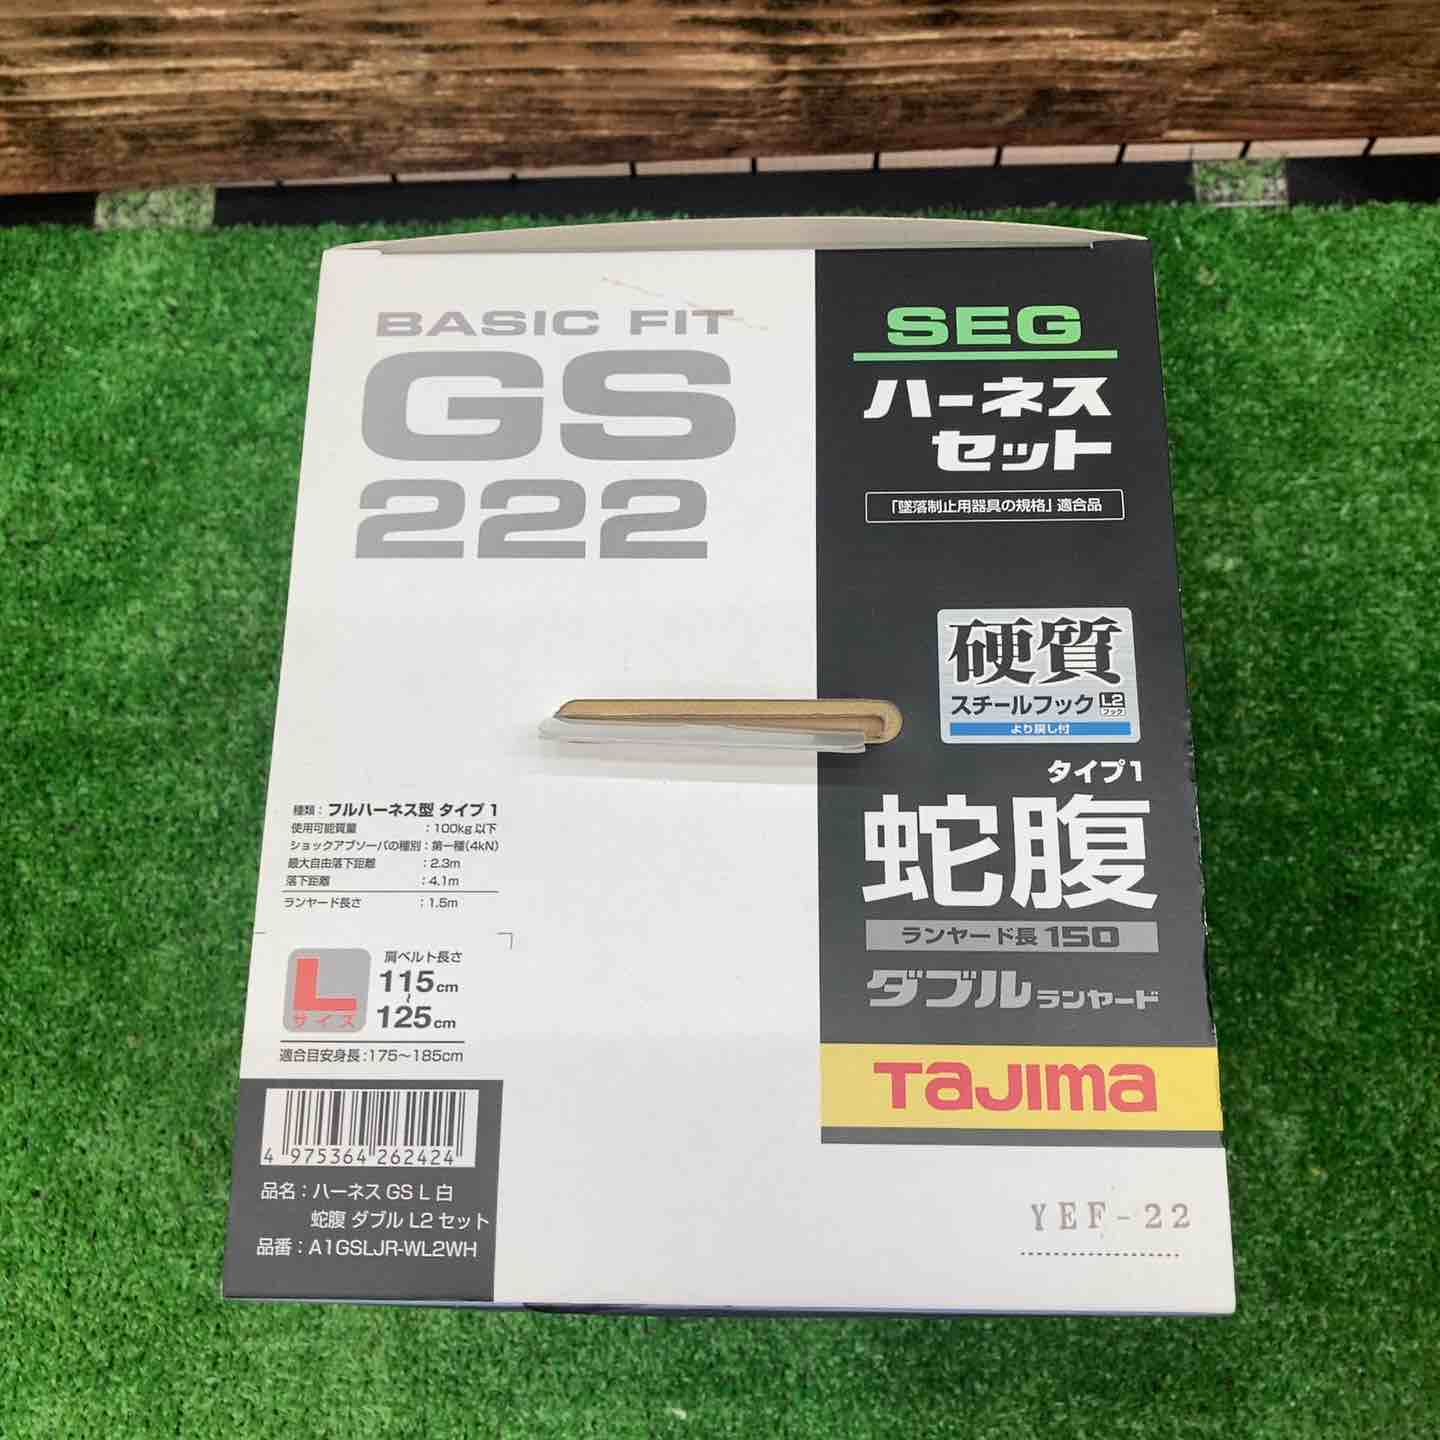 BASIC FIT
GS
222
SEG
ハーネス
セット
「墜落制止用器具の規格」適合品
硬質
スチールフック L2
フック
より戻し付
タイプ1
蛇腹
ランヤード長 150
ダブル ランヤード
TAJIMA
種類：フルハーネス型 タイプ1
使用可能質量 ：100kg以下
ショックアブソーバの種別：第一種(4kN)
最大自由落下距離 ：2.3m
落下距離 ：4.1m
ランヤード長さ ：1.5m
L
サイズ
肩ベルト長さ
115cm
〜
125cm
適合目安身長：175〜185cm
4 975364 262424
品名：ハーネス GS L 白
蛇腹 ダブル L2 セット
品番：A1GSLJR-WL2WH
YEF-22